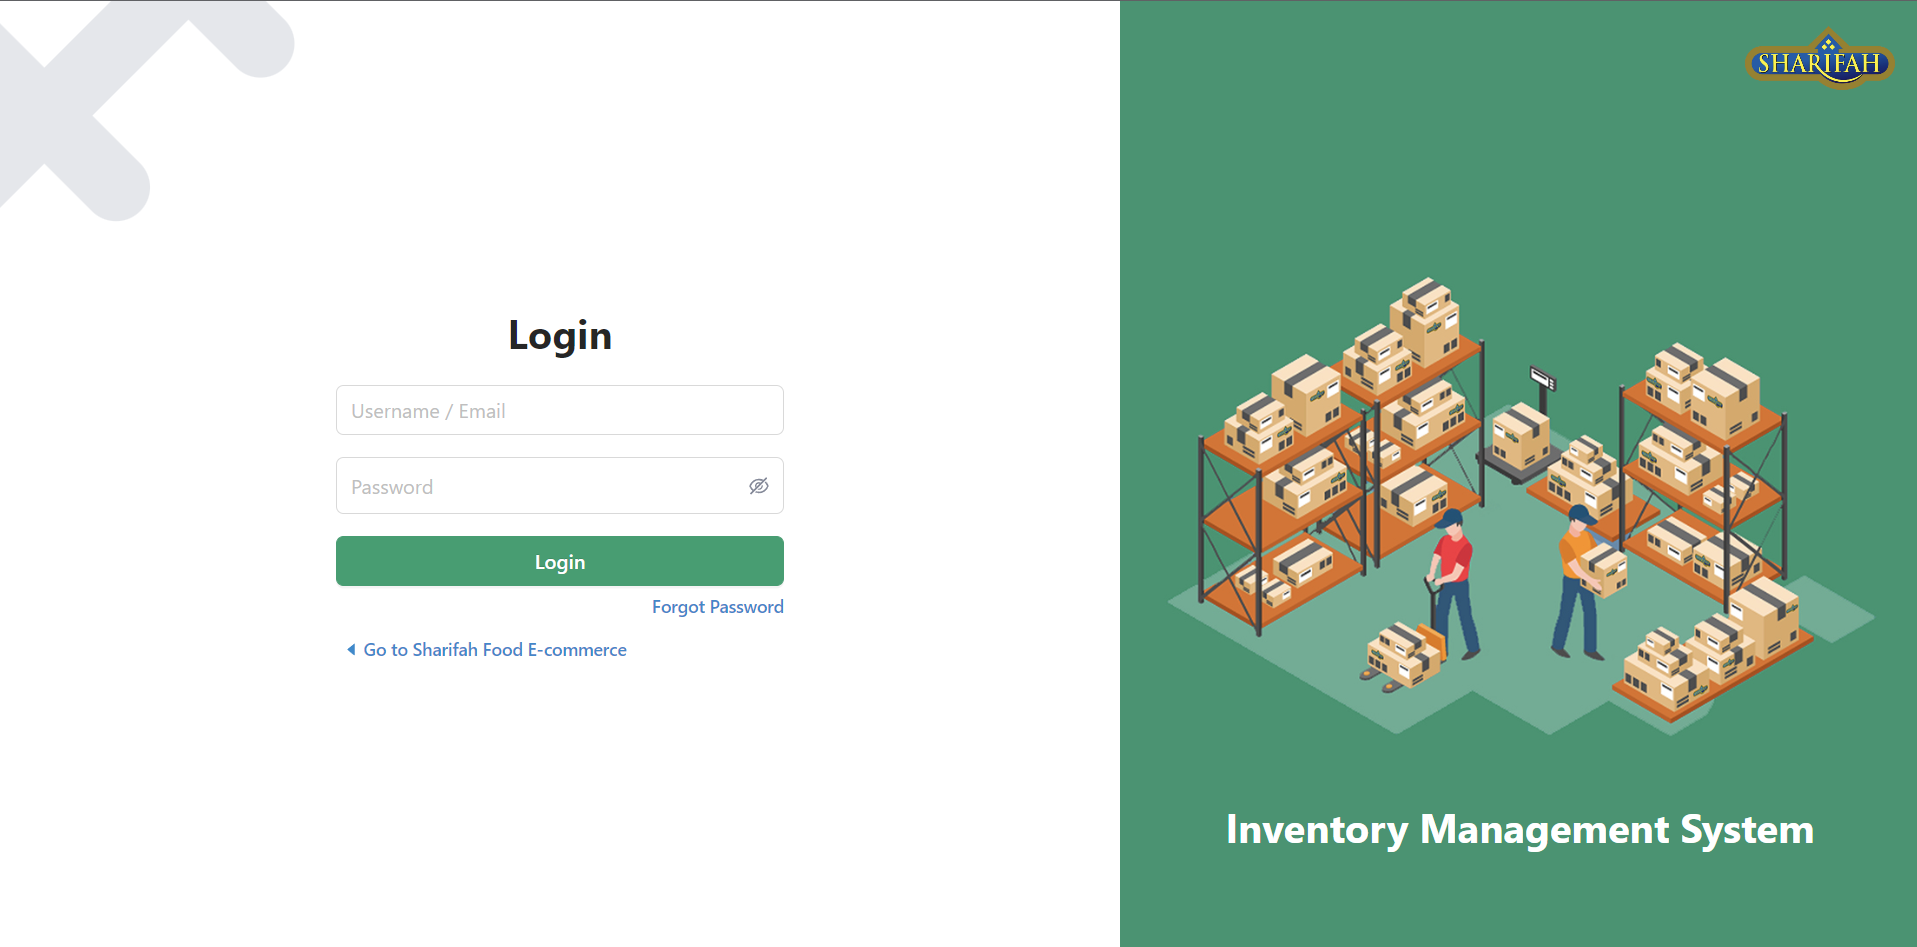 Login
Username / Email
Password
Login
Forgot Password
Go to Sharifah Food E-commerce
SHARIFAH
Inventory Management System